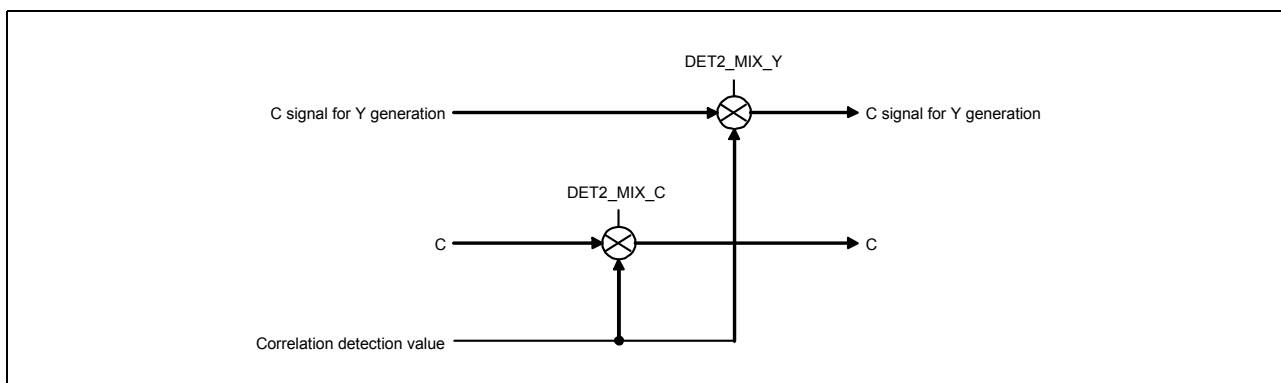 DET2_MIX_Y
C signal for Y generation
C signal for Y generation
DET2_MIX_C
C
C
Correlation detection value